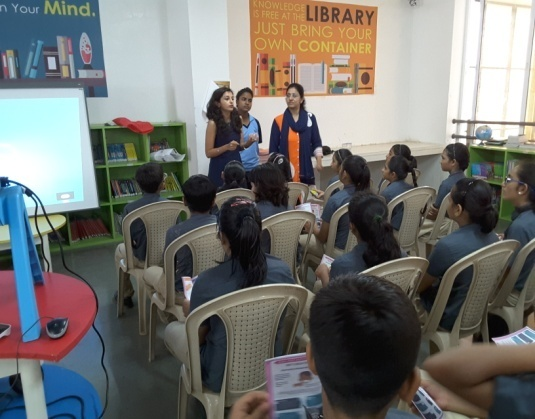 n Your Mind.
KNOWLEDGE
IS FREE AT THE LIBRARY
JUST BRING YOUR
OWN CONTAINER